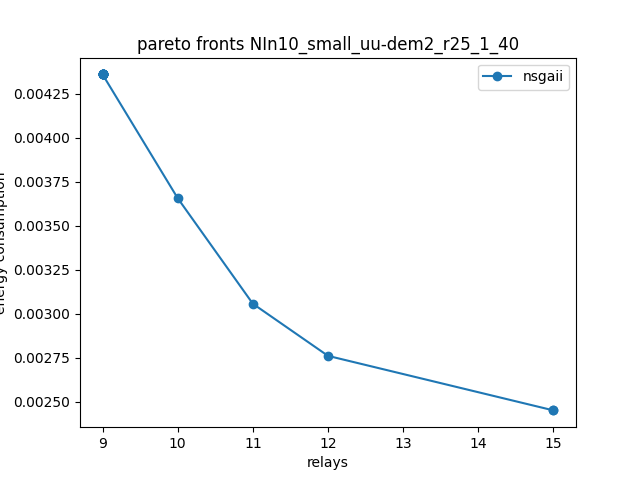 pareto fronts NIn10_small_uu-dem2_r25_1_40
nsgaii
0.00425
0.00400
0.00375
0.00350
0.00325
0.00300
0.00275
0.00250
energy consumption
9 10 11 12 13 14 15
relays